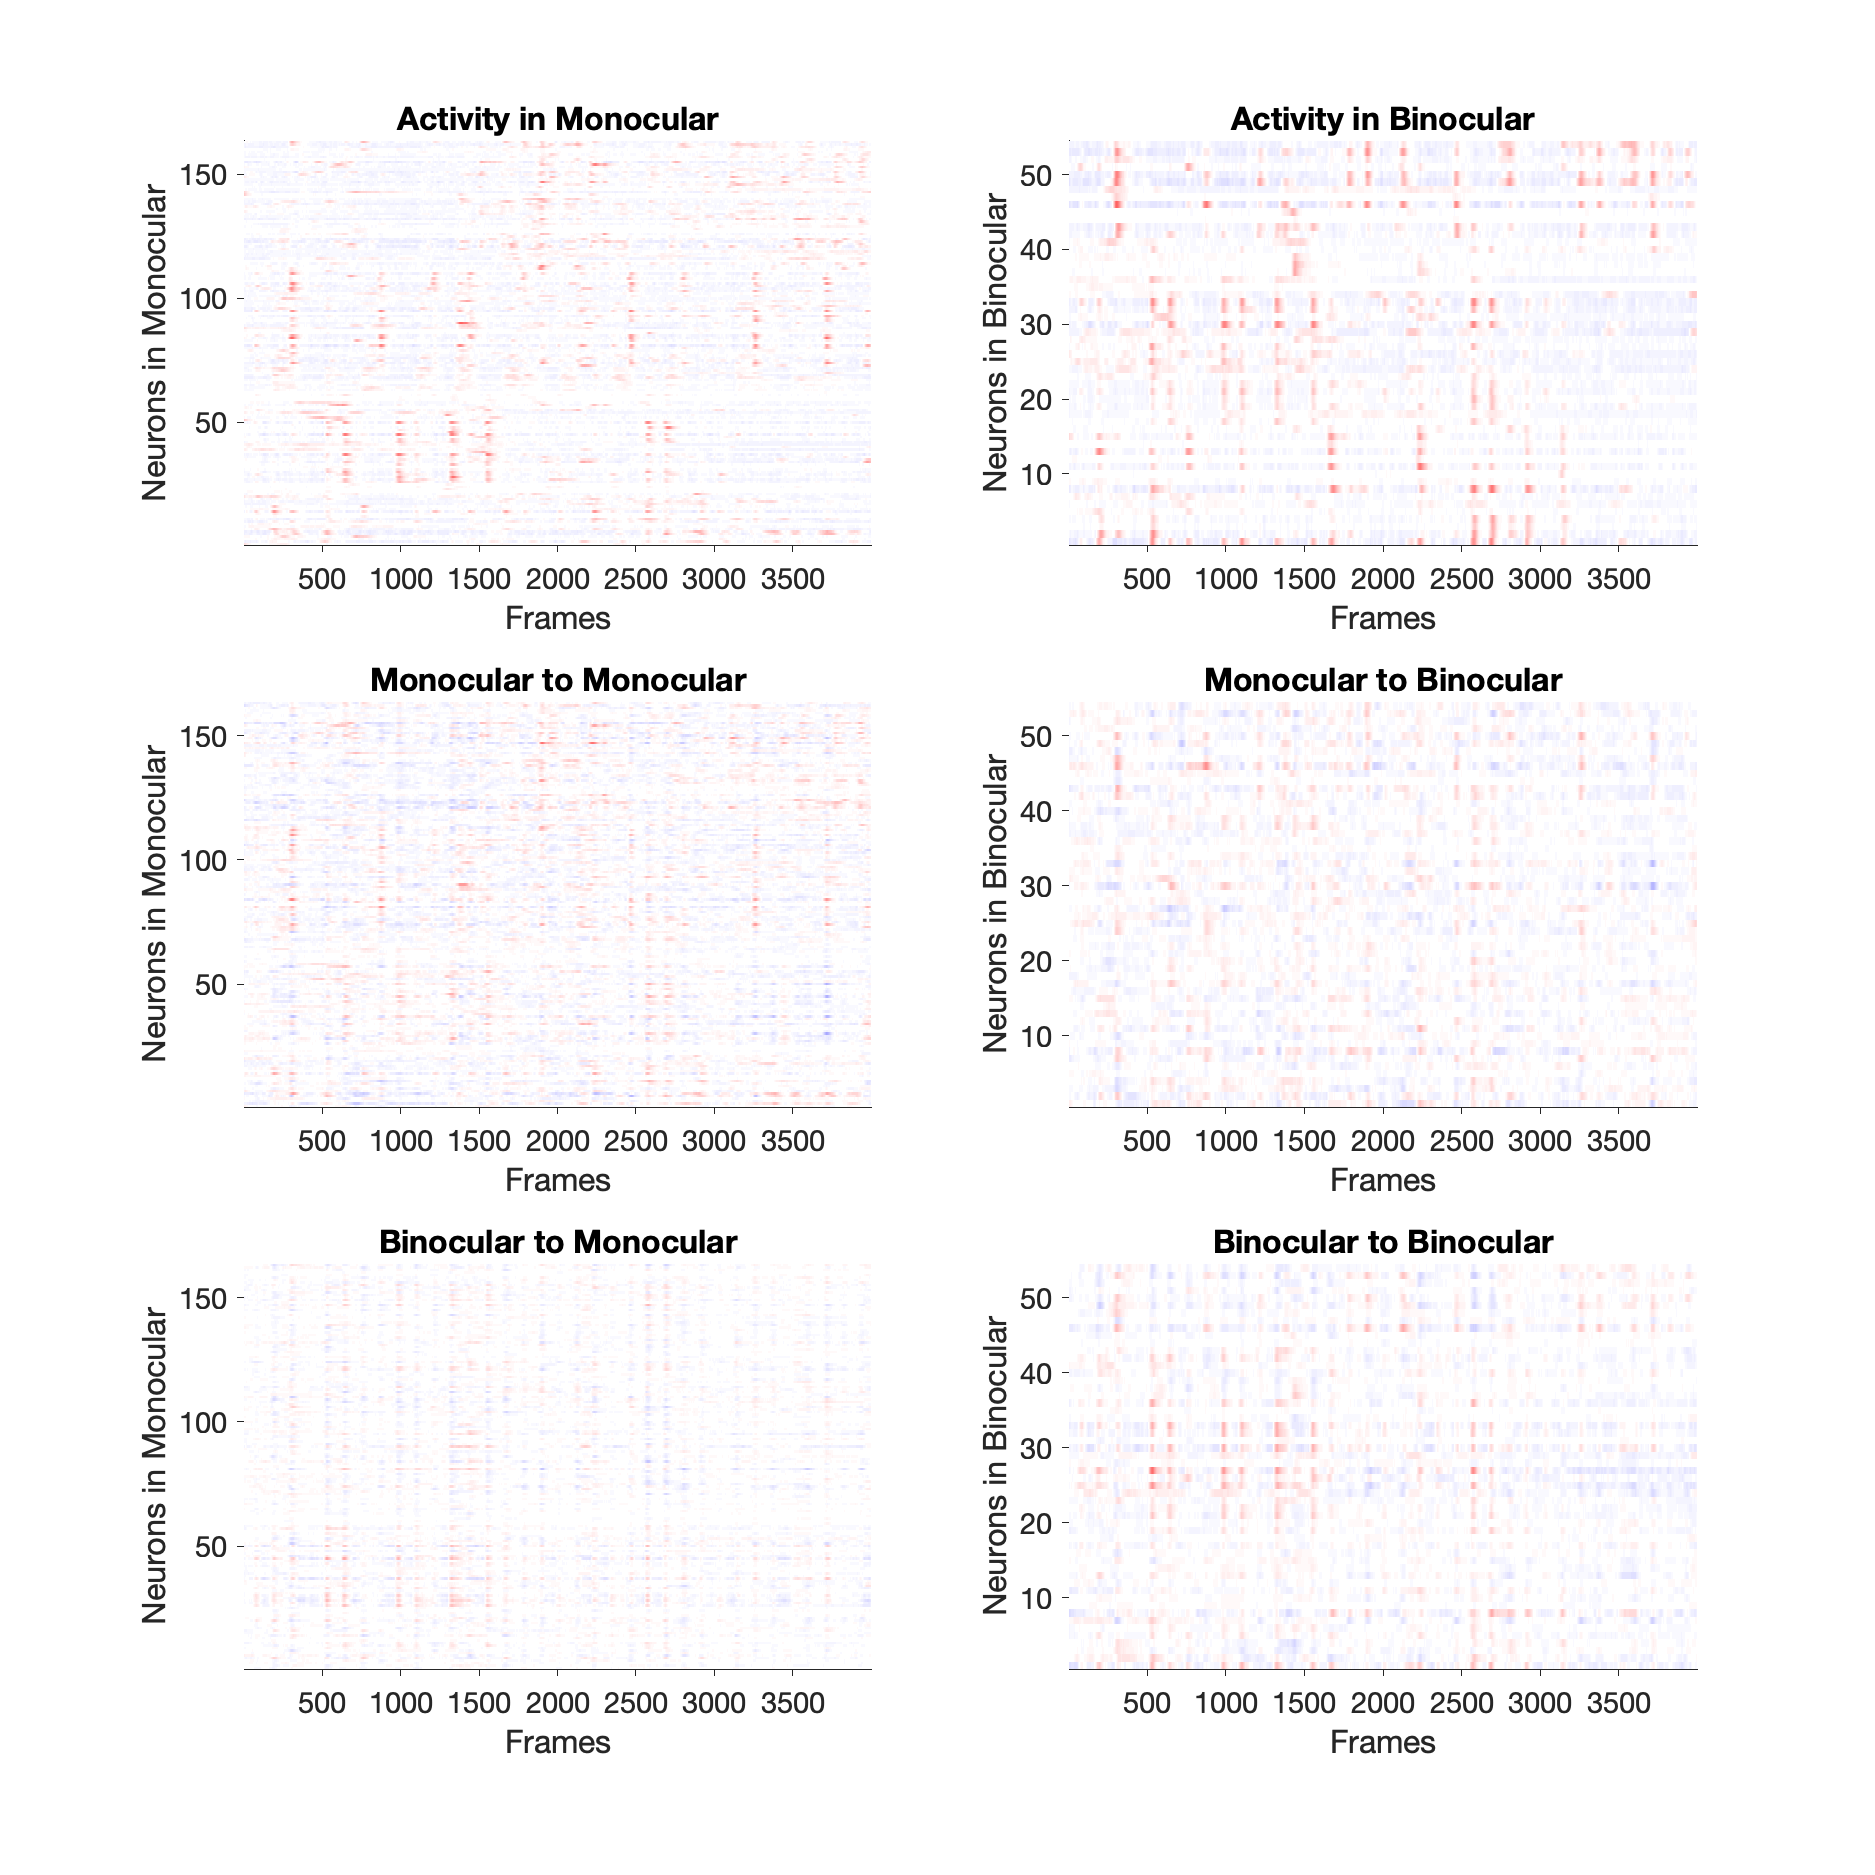 Activity in Monocular
Neurons in Monocular
150
100
50
500 1000 1500 2000 2500 3000 3500
Frames
Activity in Binocular
Neurons in Binocular
50
40
30
20
10
500 1000 1500 2000 2500 3000 3500
Frames
Monocular to Monocular
Neurons in Monocular
150
100
50
500 1000 1500 2000 2500 3000 3500
Frames
Monocular to Binocular
Neurons in Binocular
50
40
30
20
10
500 1000 1500 2000 2500 3000 3500
Frames
Binocular to Monocular
Neurons in Monocular
150
100
50
500 1000 1500 2000 2500 3000 3500
Frames
Binocular to Binocular
Neurons in Binocular
50
40
30
20
10
500 1000 1500 2000 2500 3000 3500
Frames